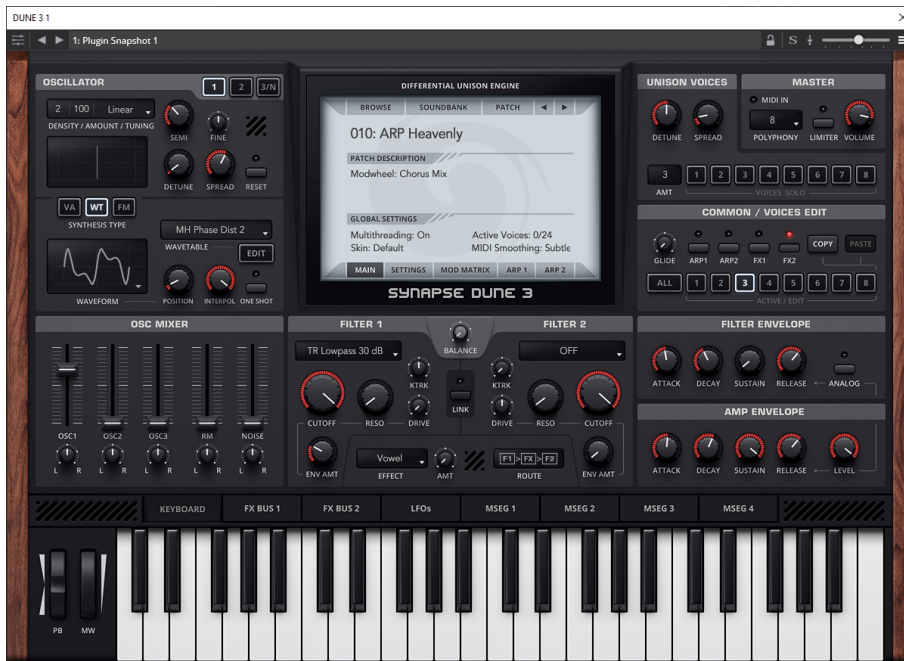 DUNE 3 1
1: Plugin Snapshot 1
S
OSCILLATOR
1 2 3/N
2 100 Linear
DENSITY / AMOUNT / TUNING
SEMI FINE
DETUNE SPREAD RESET
VA WT FM
SYNTHESIS TYPE
MH Phase Dist 2
WAVETABLE EDIT
WAVEFORM
POSITION INTERPOL ONE SHOT
DIFFERENTIAL UNISON ENGINE
BROWSE SOUNDBANK PATCH
010: ARP Heavenly
PATCH DESCRIPTION
Modwheel: Chorus Mix
GLOBAL SETTINGS
Multithreading: On Active Voices: 0/24
Skin: Default MIDI Smoothing: Subtle
MAIN SETTINGS MOD MATRIX ARP 1 ARP 2
SYNAPSE DUNE 3
UNISON VOICES
DETUNE SPREAD
MASTER
MIDI IN
8
POLYPHONY LIMITER VOLUME
3 1 2 3 4 5 6 7 8
AMT VOICES SOLO
COMMON / VOICES EDIT
GLIDE ARP1 ARP2 FX1 FX2 COPY PASTE
ALL 1 2 3 4 5 6 7 8
ACTIVE / EDIT
OSC MIXER
OSC1 OSC2 OSC3 RM NOISE
L R L R L R L R L R
FILTER 1
TR Lowpass 30 dB
KTRK
CUTOFF RESO DRIVE
ENV AMT
BALANCE
LINK
FILTER 2
OFF
KTRK
DRIVE RESO CUTOFF
ENV AMT
Vowel
EFFECT AMT
F1 > FX > F2
ROUTE
FILTER ENVELOPE
ATTACK DECAY SUSTAIN RELEASE ANALOG
AMP ENVELOPE
ATTACK DECAY SUSTAIN RELEASE LEVEL
KEYBOARD FX BUS 1 FX BUS 2 LFOs MSEG 1 MSEG 2 MSEG 3 MSEG 4
PB MW